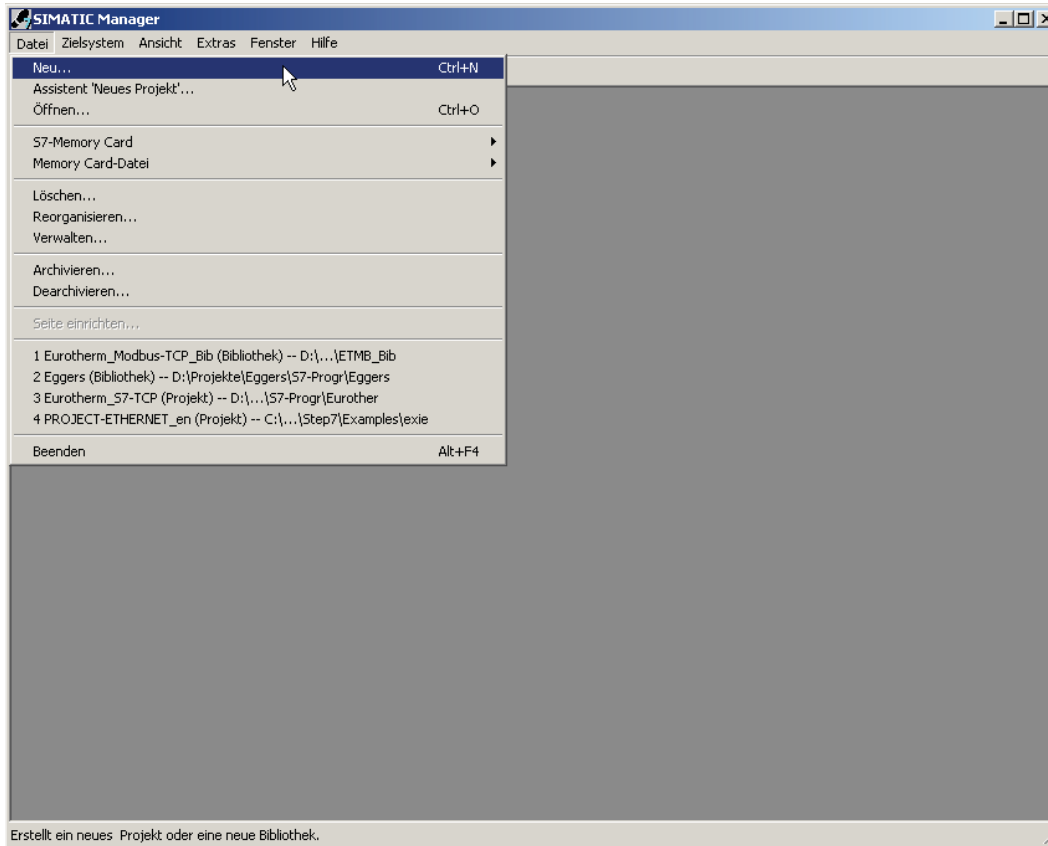 SIMATIC Manager
Datei Zielsystem Ansicht Extras Fenster Hilfe
Neu... Ctrl+N
Assistent 'Neues Projekt'...
Öffnen... Ctrl+O
S7-Memory Card
Memory Card-Datei
Löschen...
Reorganisieren...
Verwalten...
Archivieren...
Dearchivieren...
Seite einrichten...
1 Eurotherm_Modbus-TCP_Bib (Bibliothek) -- D:\...\ETMB_Bib
2 Eggers (Bibliothek) -- D:\Projekte\Eggers\S7-Progr\Eggers
3 Eurotherm_S7-TCP (Projekt) -- D:\...\S7-Progr\Eurother
4 PROJECT-ETHERNET_en (Projekt) -- C:\...\Step7\Examples\exie
Beenden Alt+F4
Erstellt ein neues  Projekt oder eine neue Bibliothek.